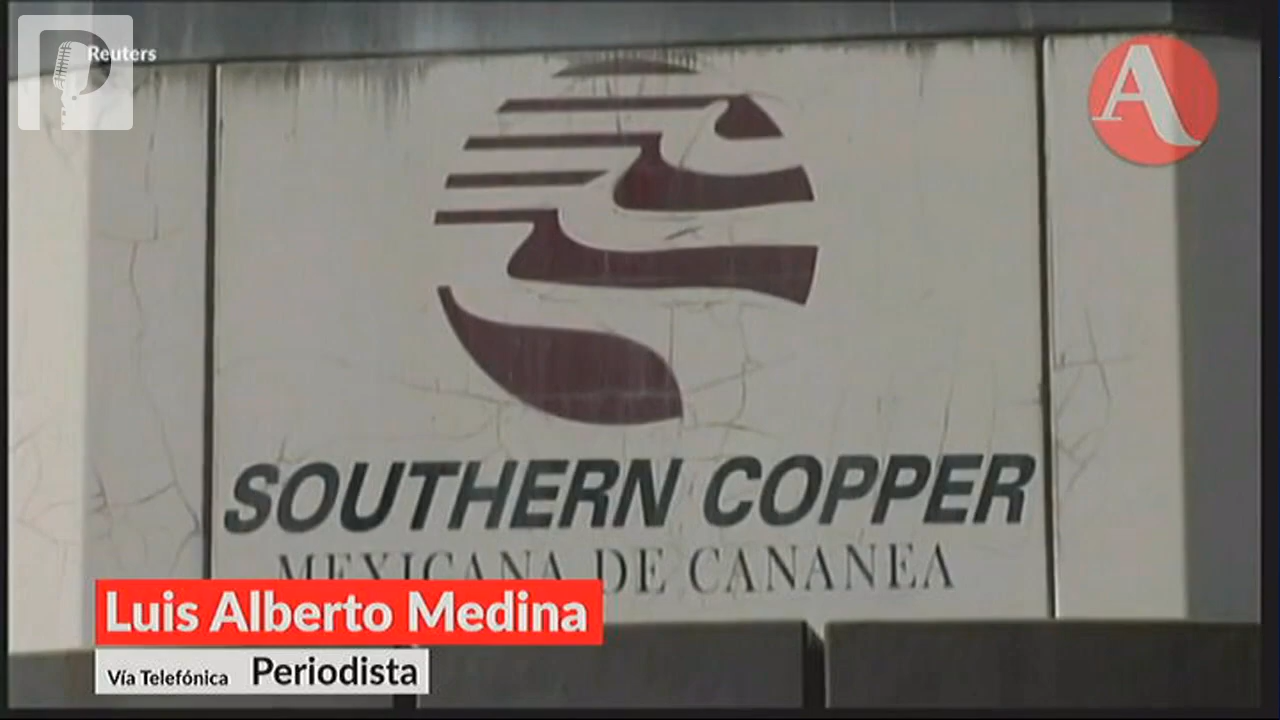 Reuters
A
SOUTHERN COPPER
MEXICANA DE CANANEA
Luis Alberto Medina
Vía Telefónica Periodista